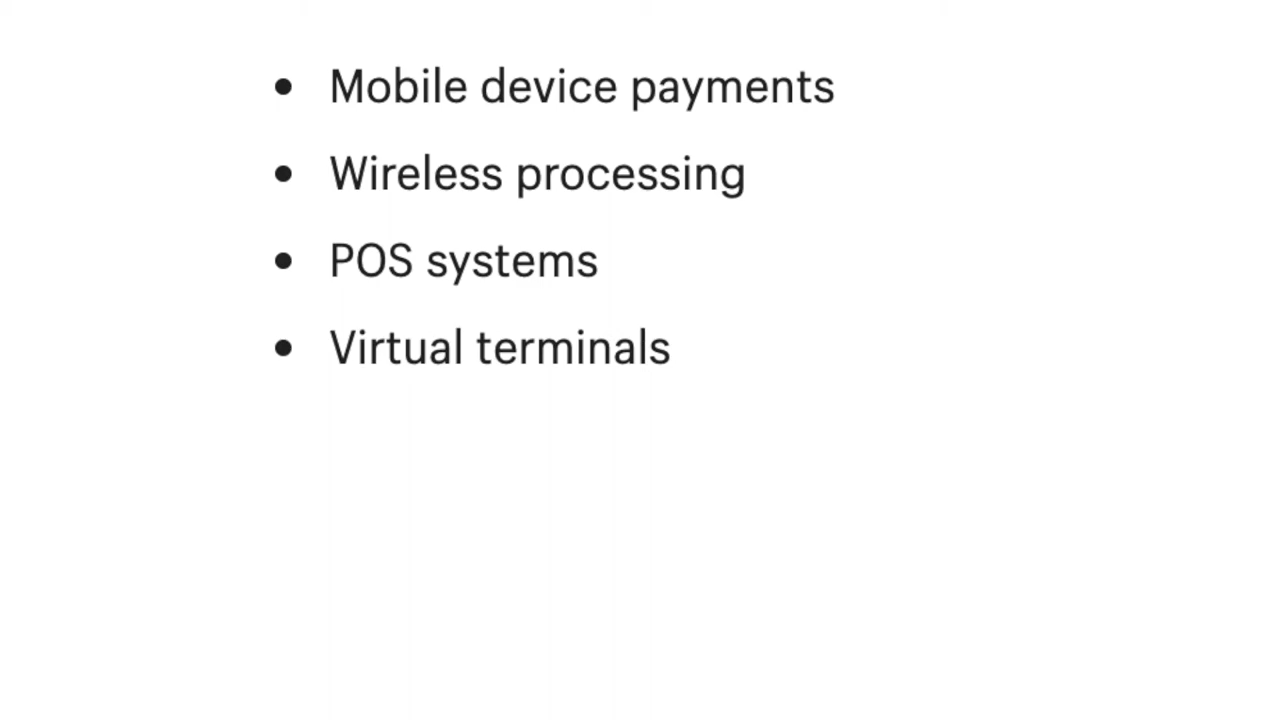 • Mobile device payments
• Wireless processing
• POS systems
• Virtual terminals